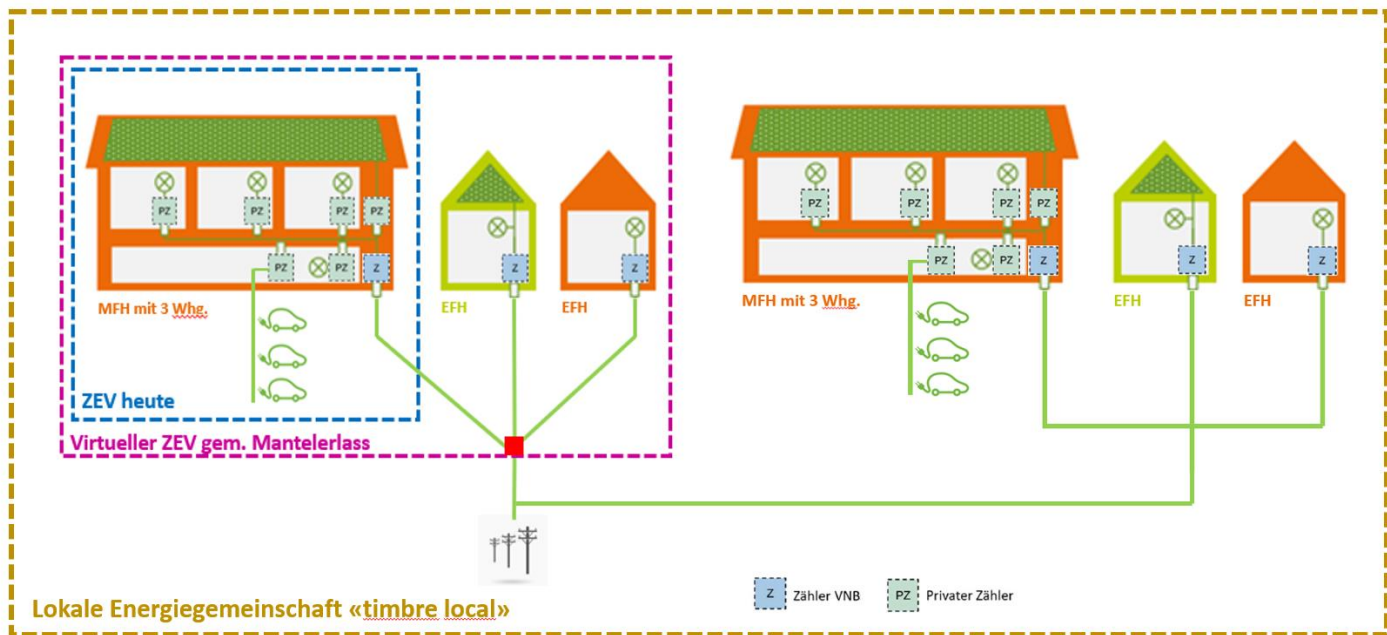 PZ
PZ
PZ
PZ
PZ
PZ
Z
Z
Z
MFH mit 3 Whg.
EFH
EFH
ZEV heute
Virtueller ZEV gem. Mantelerlass
PZ
PZ
PZ
PZ
PZ
PZ
Z
Z
Z
MFH mit 3 Whg.
EFH
EFH
Z
Zähler VNB
PZ
Privater Zähler
Lokale Energiegemeinschaft «timbre local»